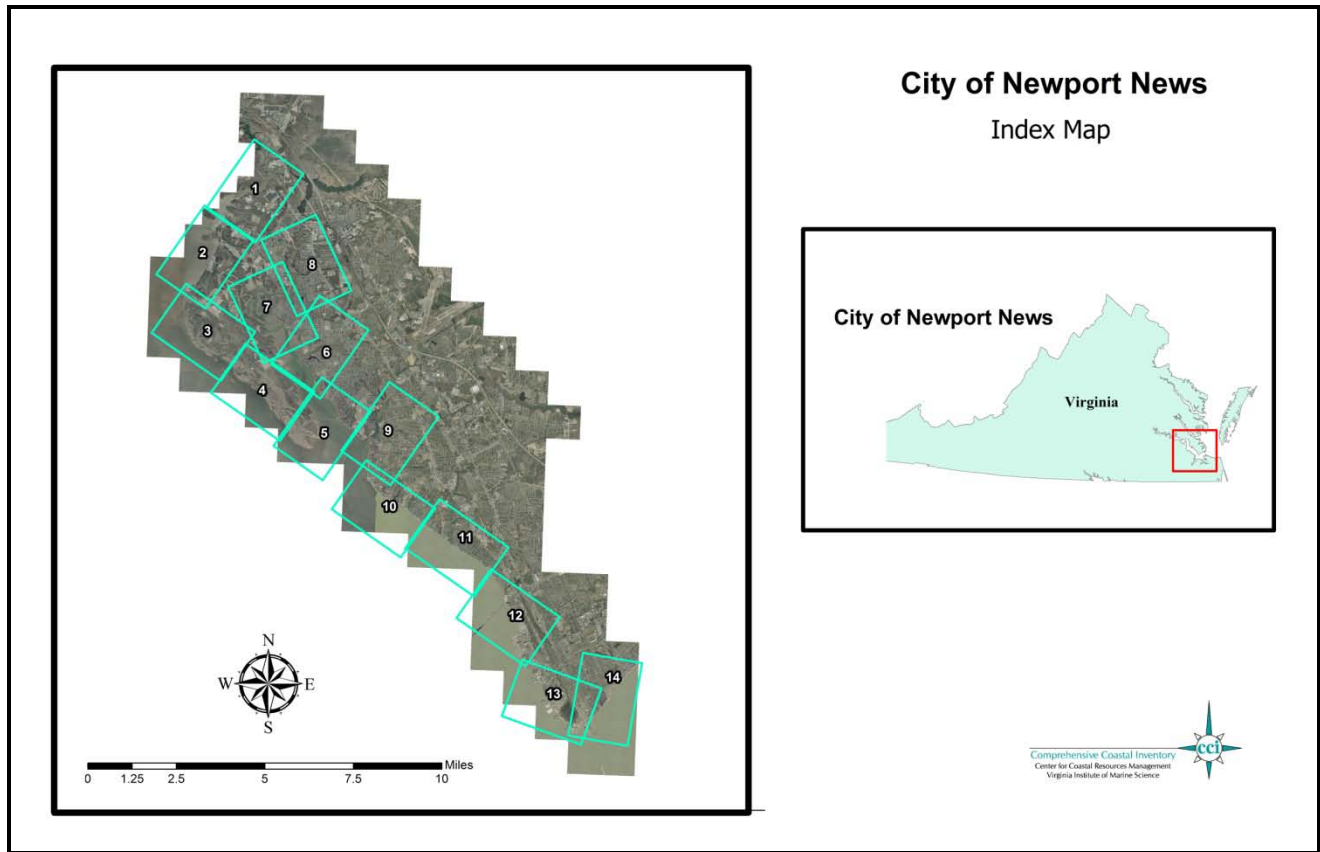 City of Newport News
Index Map
1
2
8
7
3
6
4
5
9
10
11
12
13
14
N
W E
S
Miles
0 1.25 2.5 5 7.5 10
City of Newport News
Virginia
Comprehensive Coastal Inventory
Center for Coastal Resources Management
Virginia Institute of Marine Science
cci